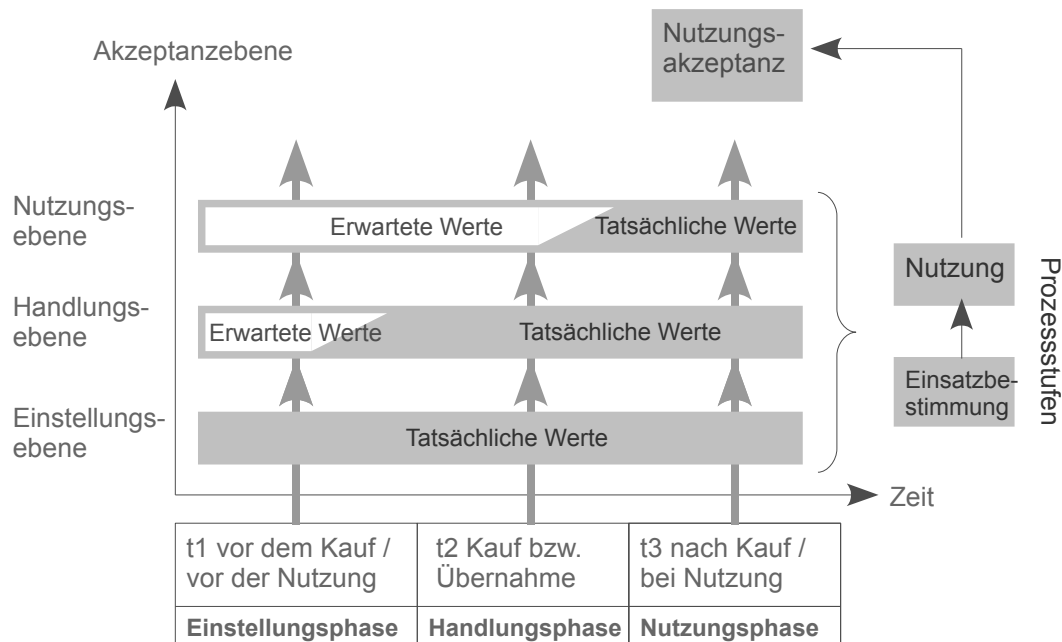 Nutzungs-
akzeptanz
Akzeptanzebene
Nutzungs-
ebene
Erwartete Werte
Tatsächliche Werte
Handlungs-
ebene
Erwartete Werte
Tatsächliche Werte
Einstellungs-
ebene
Tatsächliche Werte
Nutzung
Einsatzbe-
stimmung
Prozessstufen
Zeit
t1 vor dem Kauf /
vor der Nutzung
t2 Kauf bzw.
Übernahme
t3 nach Kauf /
bei Nutzung
Einstellungsphase
Handlungsphase
Nutzungsphase